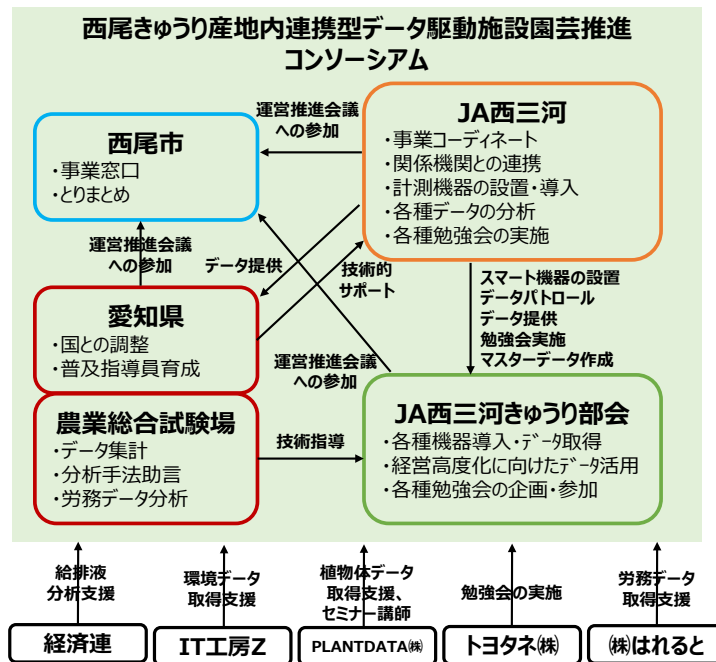 西尾きゅうり産地内連携型データ駆動施設園芸推進
コンソーシアム
西尾市
・事業窓口
・とりまとめ
運営推進会議
への参加
JA西三河
・事業コーディネート
・関係機関との連携
・計測機器の設置・導入
・各種データの分析
・各種勉強会の実施
運営推進会議
への参加
データ提供
技術的
サポート
スマート機器の設置
データパトロール
データ提供
勉強会実施
マスターデータ作成
愛知県
・国との調整
・普及指導員育成
運営推進会議
への参加
農業総合試験場
・データ集計
・分析手法助言
・労務データ分析
技術指導
JA西三河きゅうり部会
・各種機器導入・ﾃﾞｰﾀ取得
・経営高度化に向けたﾃﾞｰﾀ活用
・各種勉強会の企画・参加
給排液
分析支援
環境データ
取得支援
植物体データ
取得支援、
セミナー講師
勉強会の実施
労務データ
取得支援
経済連
IT工房Z
PLANTDATA㈱
トヨタネ㈱
㈱はれると